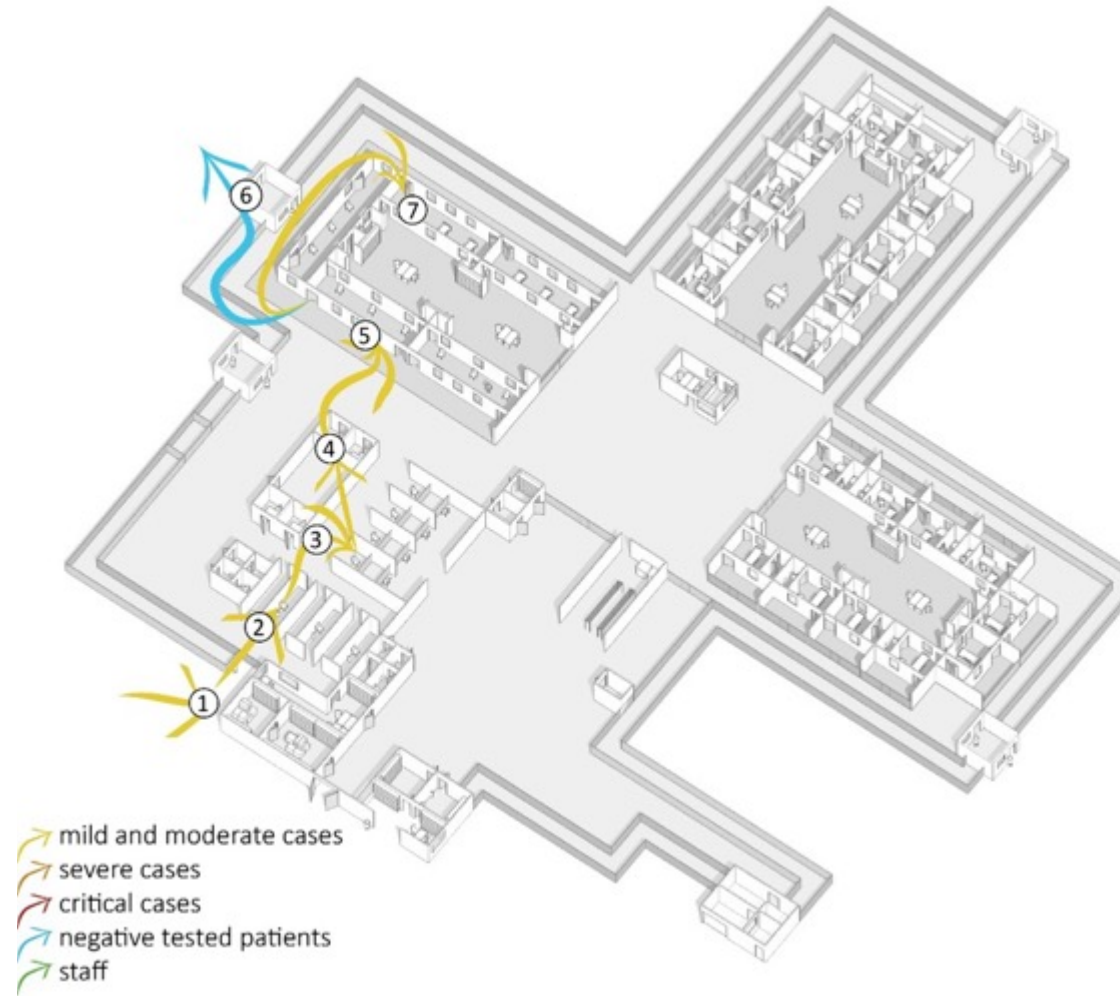 6
7
5
4
3
2
1
mild and moderate cases
severe cases
critical cases
negative tested patients
staff